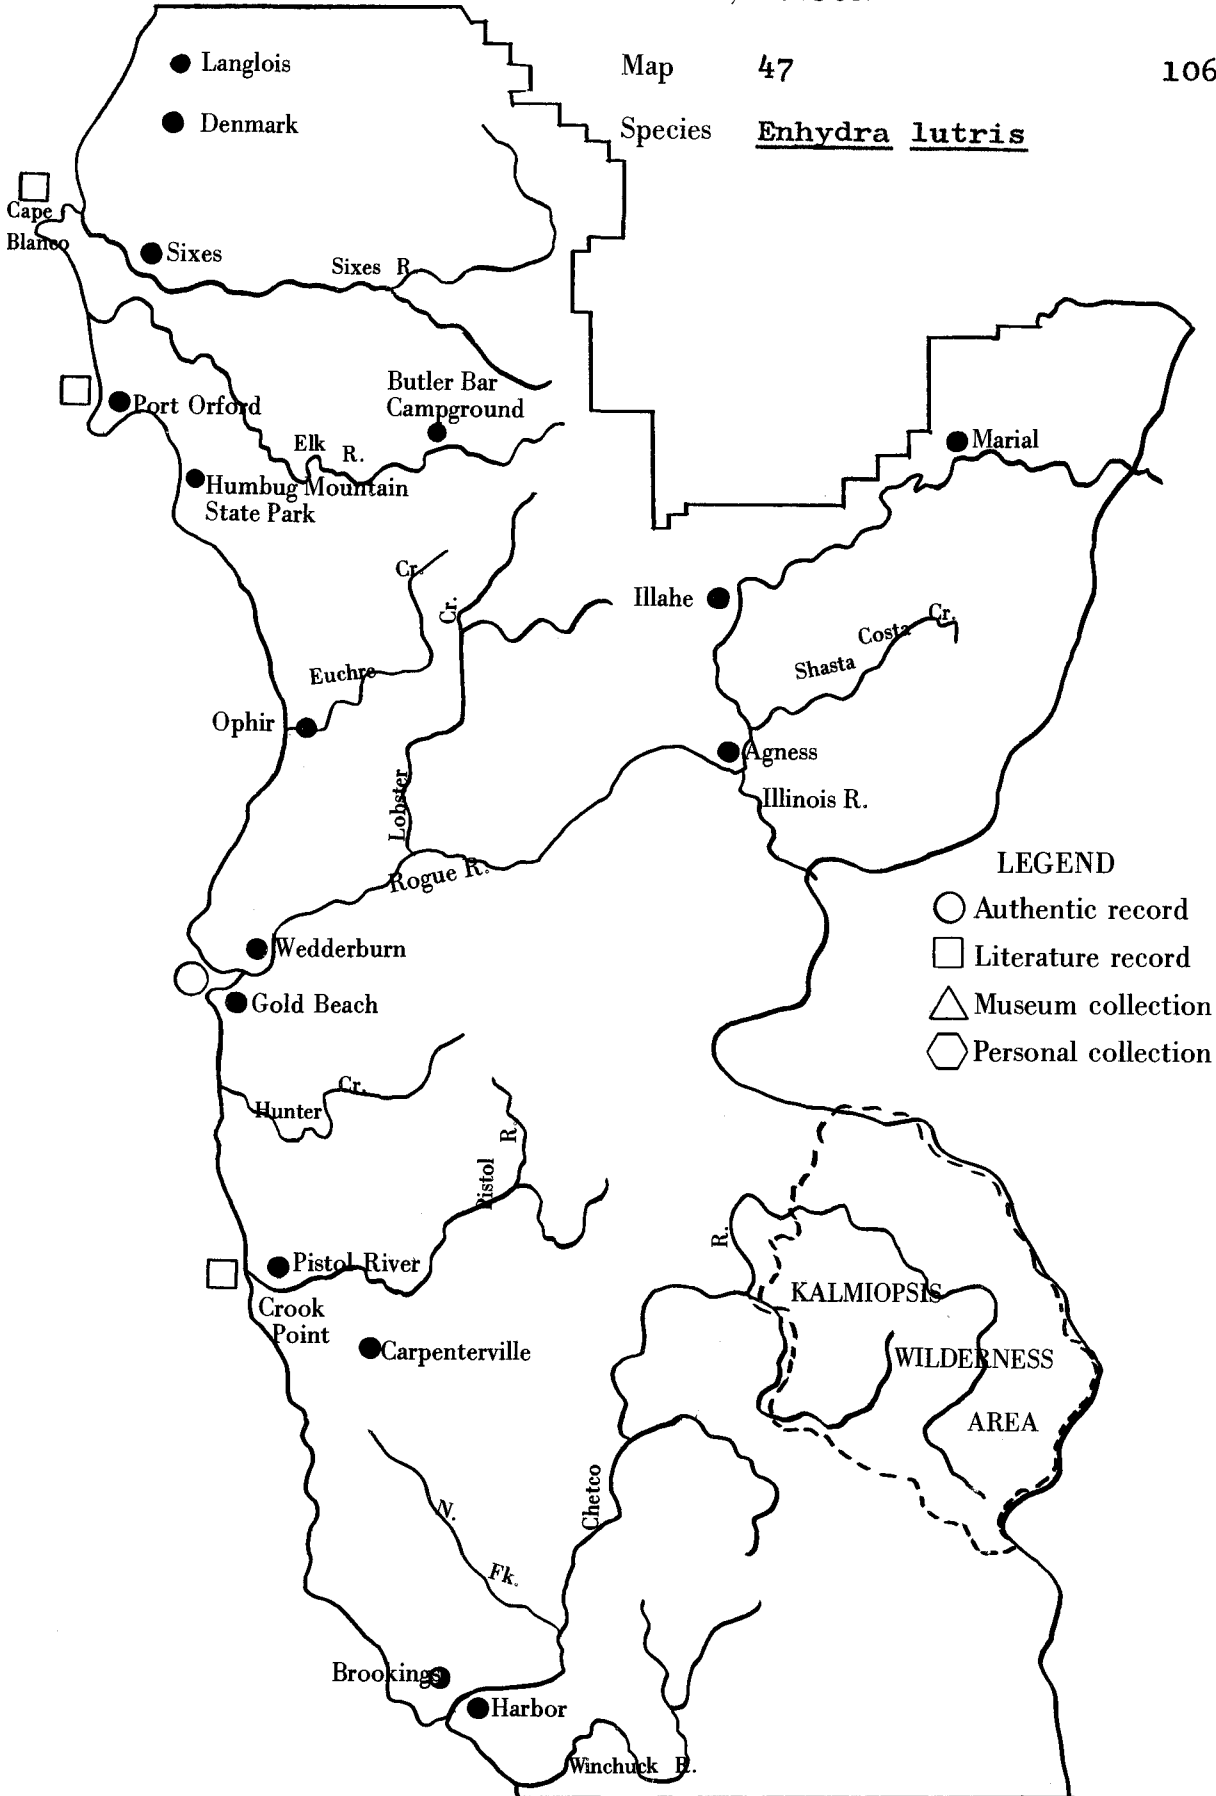 Map 47 106
Species Enhydra lutris
Langlois
Denmark
Cape
Blanco
Sixes
Sixes R
Port Orford
Butler Bar
Campground
Elk R.
Humbug Mountain
State Park
Marial
Cr.
Cr.
Illahe
Shasta Costa Cr.
Euchre
Ophir
Agness
Illinois R.
Lobster
Rogue R.
LEGEND
Authentic record
Literature record
Museum collection
Personal collection
Wedderburn
Gold Beach
Hunter Cr.
Pistol R.
Pistol River
Crook
Point
Carpenterville
R.
KALMIOPSIS
WILDERNESS
AREA
Chetco
N. Fk.
Brookings
Harbor
Winchuck R.